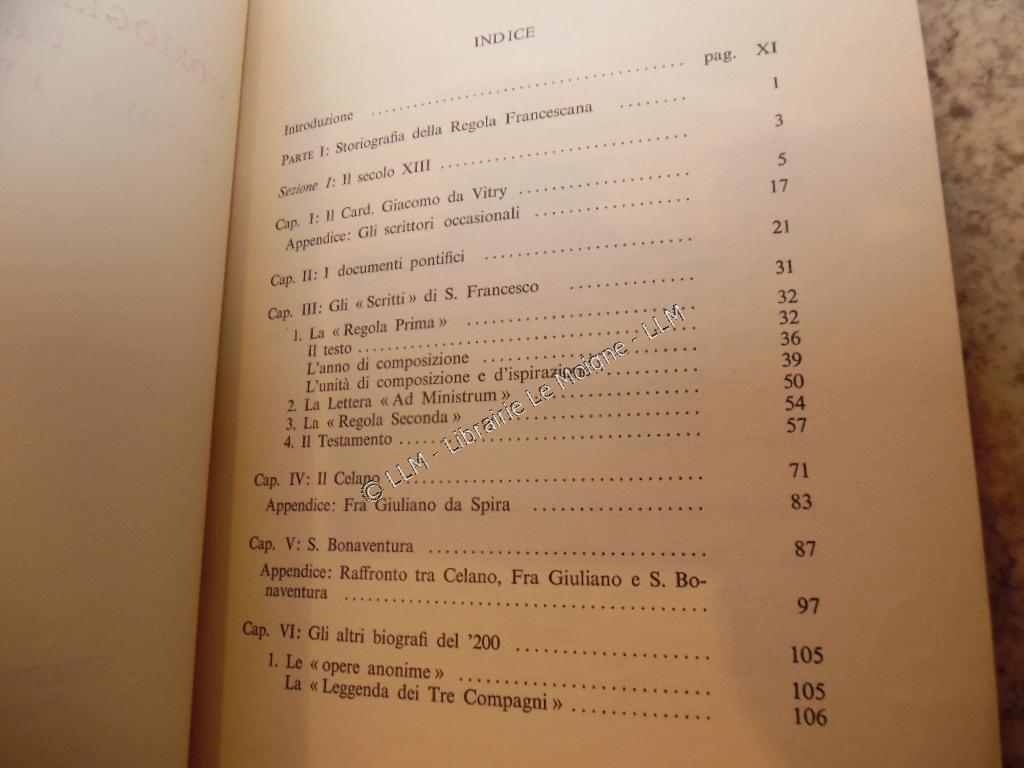 INDICE
Introduzione .......... pag. XI
PARTE I: Storiografia della Regola Francescana .......... 1
Sezione I: Il secolo XIII .......... 3
Cap. I: Il Card. Giacomo da Vitry .......... 5
Appendice: Gli scrittori occasionali .......... 17
Cap. II: I documenti pontifici .......... 21
Cap. III: Gli « Scritti » di S. Francesco .......... 31
1. La « Regola Prima » .......... 32
Il testo .......... 32
L'anno di composizione .......... 36
L'unità di composizione e d'ispirazione .......... 39
2. La Lettera « Ad Ministrum » .......... 50
3. La « Regola Seconda » .......... 54
4. Il Testamento .......... 57
Cap. IV: Il Celano .......... 71
Appendice: Fra Giuliano da Spira .......... 83
Cap. V: S. Bonaventura .......... 87
Appendice: Raffronto tra Celano, Fra Giuliano e S. Bo-
naventura .......... 97
Cap. VI: Gli altri biografi del '200 .......... 105
1. Le « opere anonime » .......... 105
La « Leggenda dei Tre Compagni » .......... 106
© LLM - Librairie Le Moigne - LLM